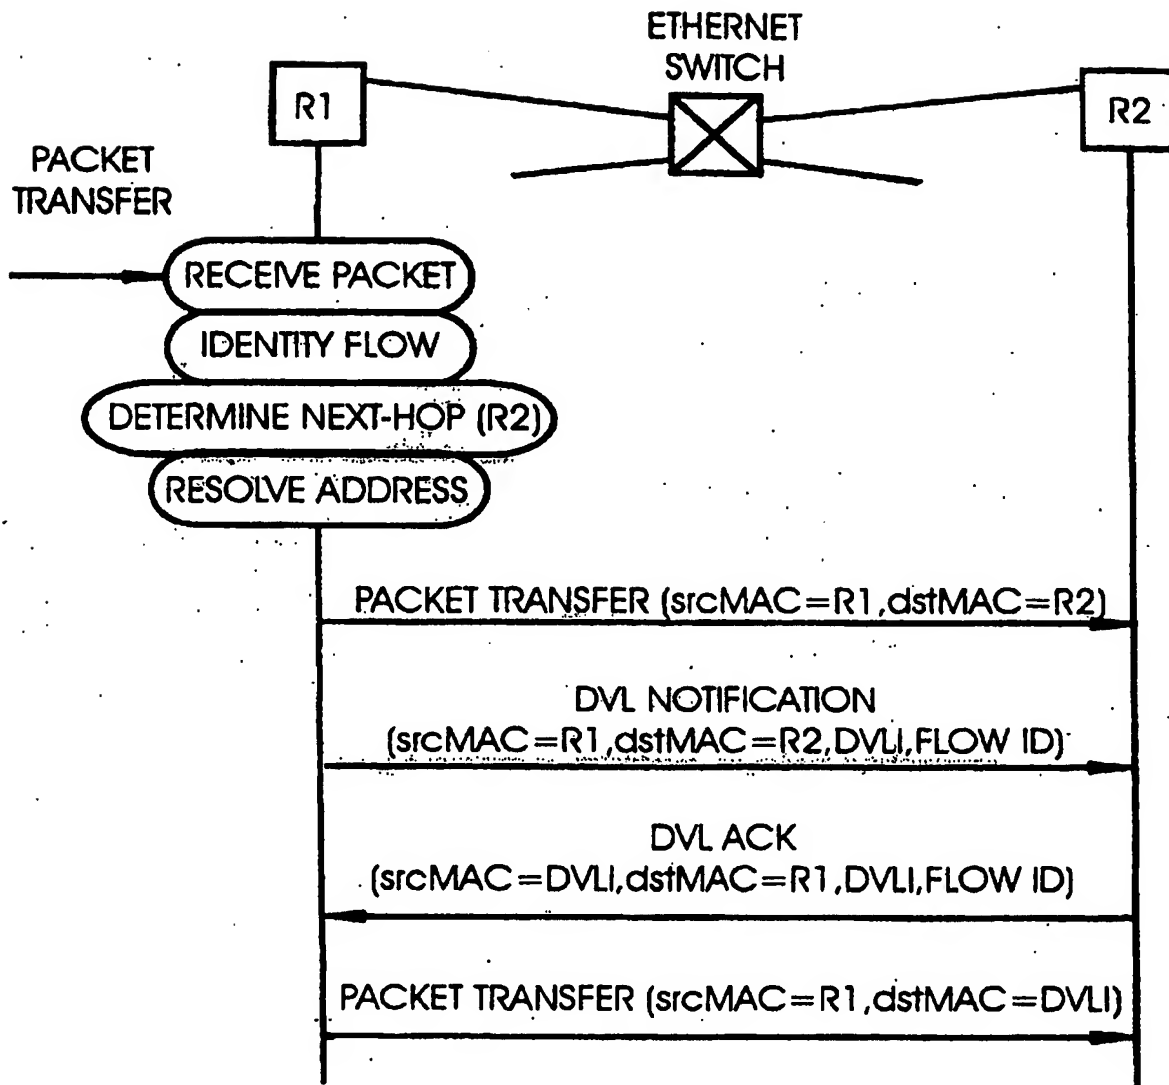 ETHERNET
SWITCH
R1
R2
PACKET
TRANSFER
RECEIVE PACKET
IDENTITY FLOW
DETERMINE NEXT-HOP (R2)
RESOLVE ADDRESS
PACKET TRANSFER (srcMAC=R1,dstMAC=R2)
DVL NOTIFICATION
(srcMAC=R1,dstMAC=R2,DVLI,FLOW ID)
DVL ACK
(srcMAC=DVLI,dstMAC=R1,DVLI,FLOW ID)
PACKET TRANSFER (srcMAC=R1,dstMAC=DVLI)